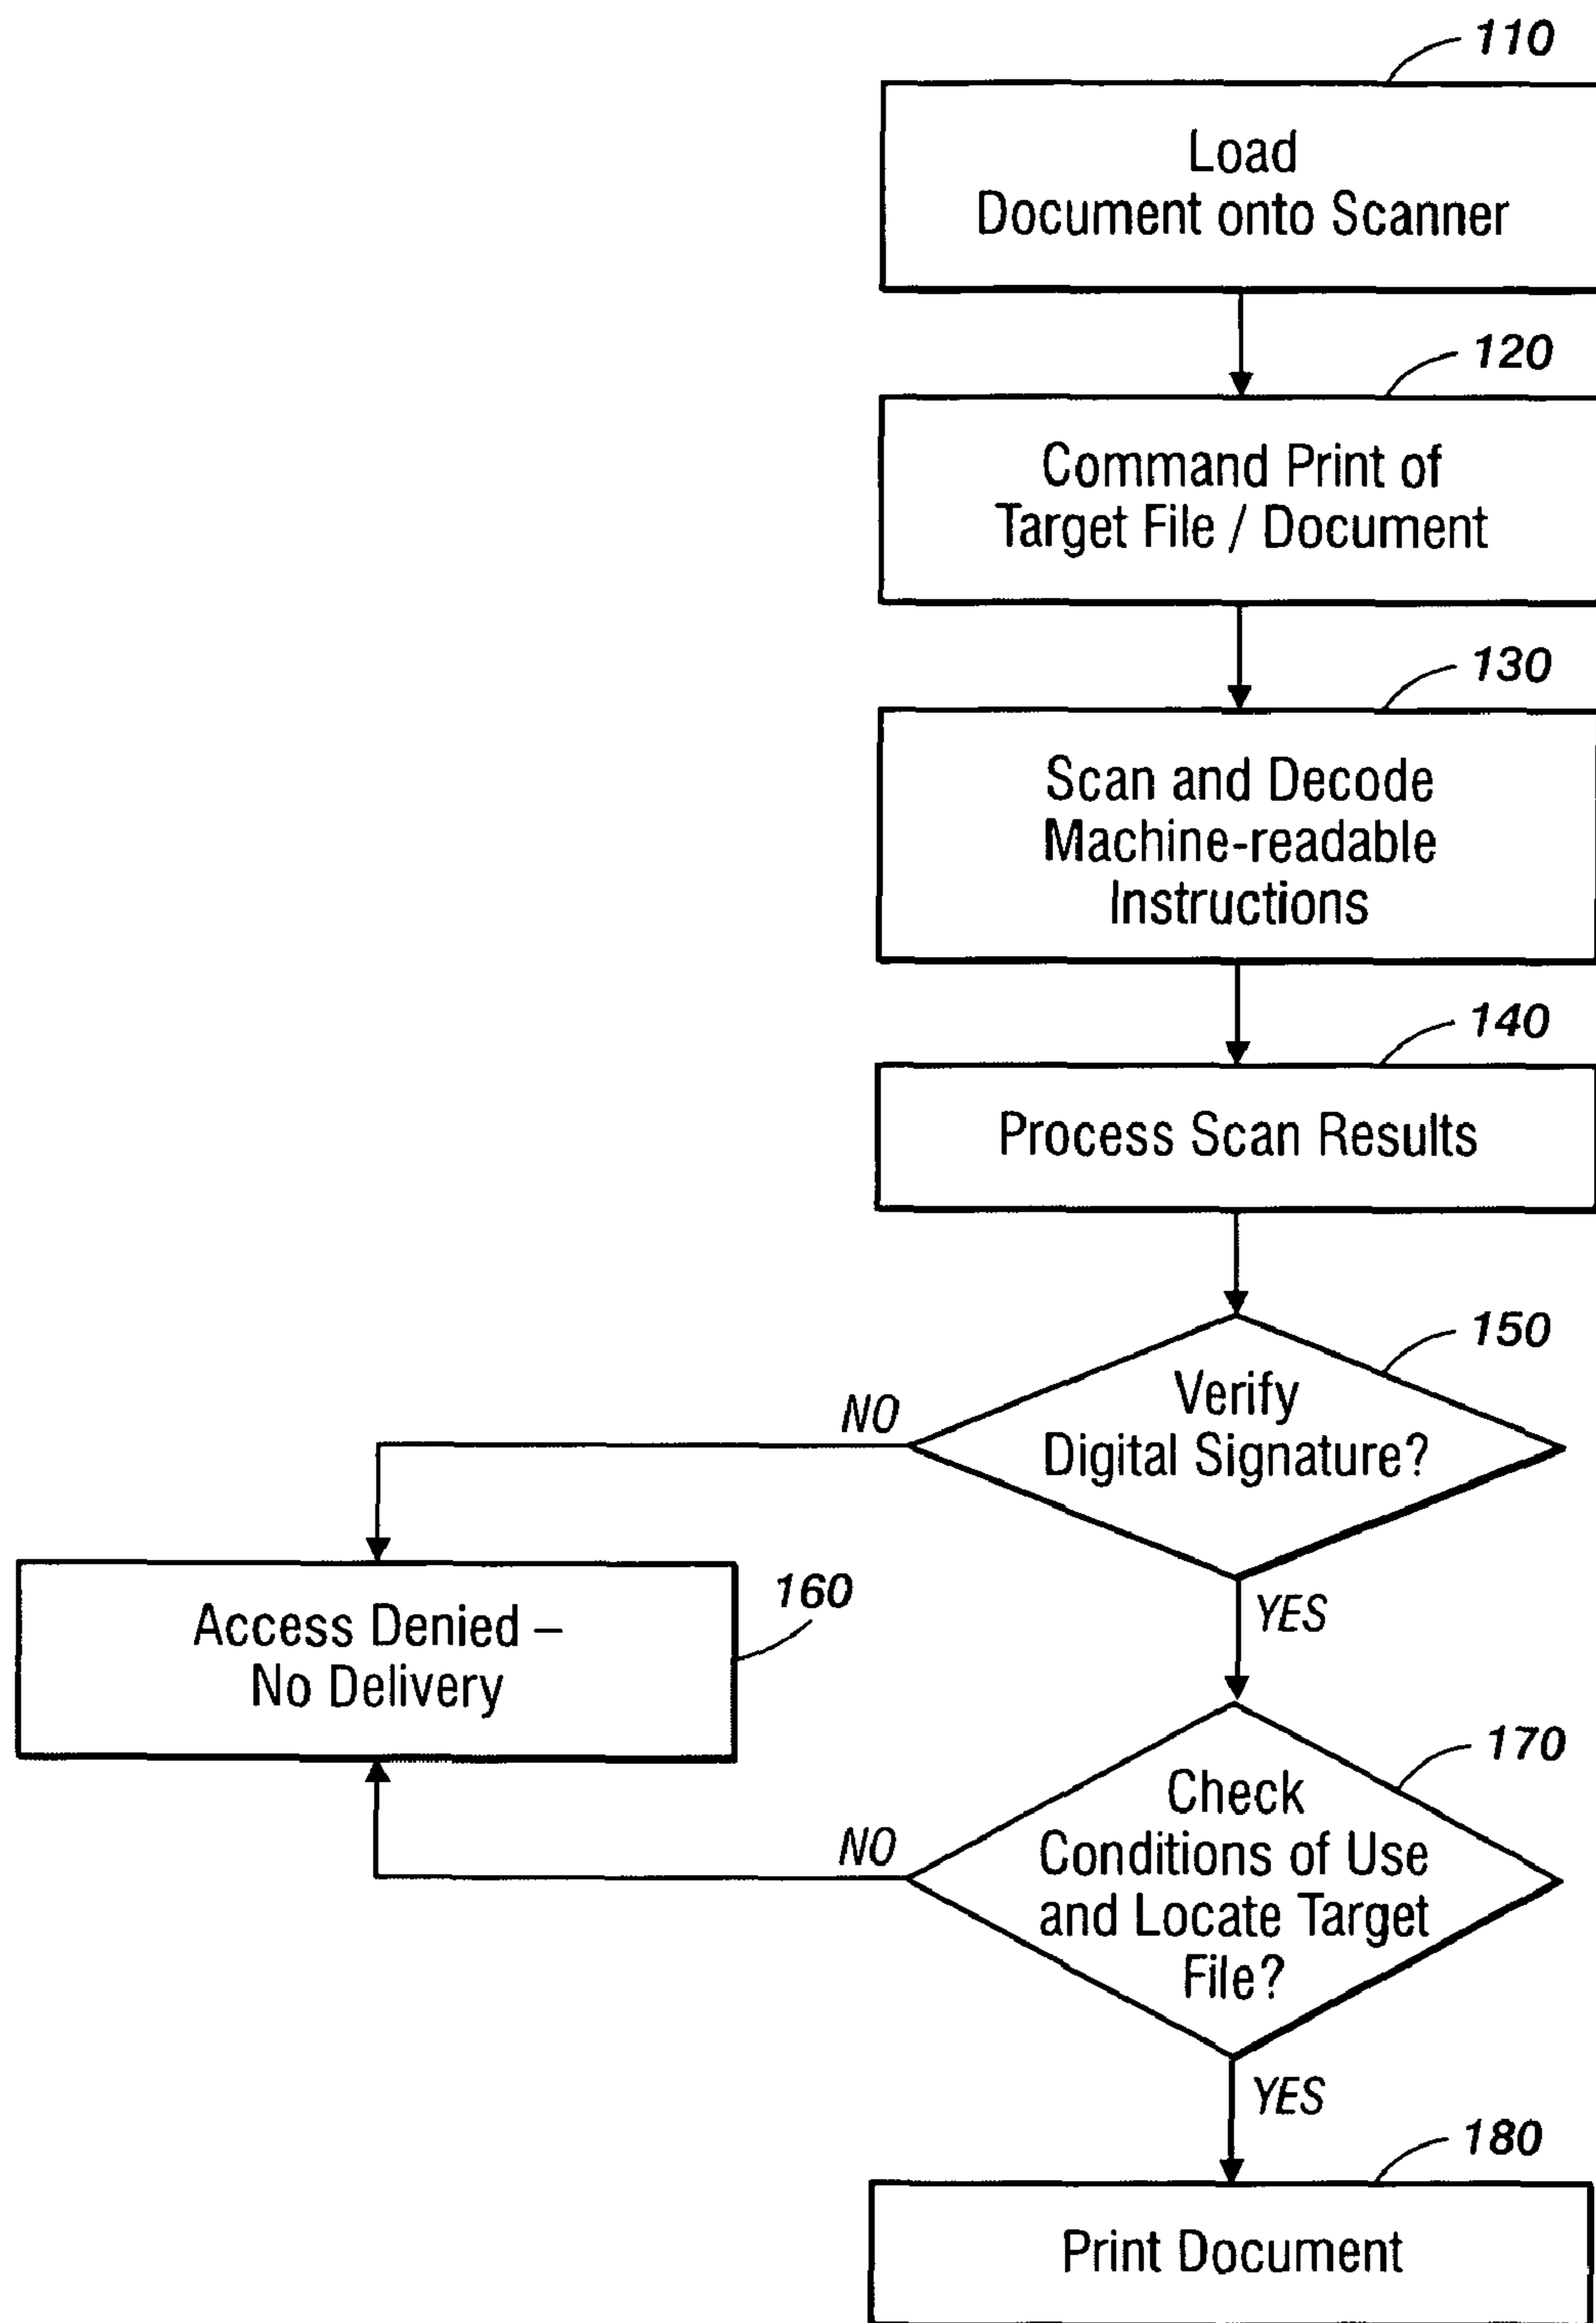 110
Load
Document onto Scanner
120
Command Print of
Target File / Document
130
Scan and Decode
Machine-readable
Instructions
140
Process Scan Results
150
Verify
Digital Signature?
NO
YES
160
Access Denied –
No Delivery
170
Check
Conditions of Use
and Locate Target
File?
NO
YES
180
Print Document